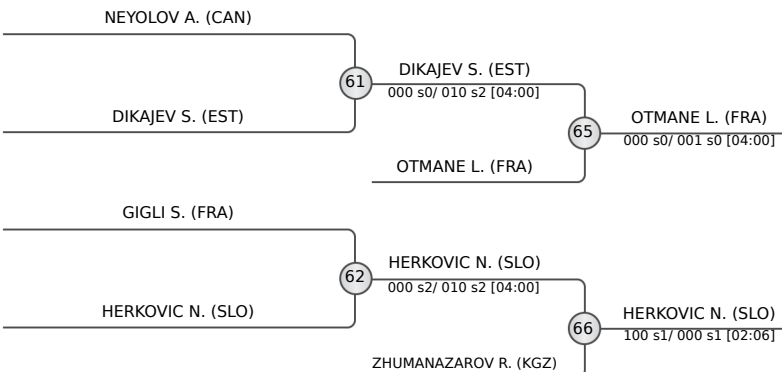 NEYOLOV A. (CAN)
61
DIKAJEV S. (EST)
000 s0/ 010 s2 [04:00]
DIKAJEV S. (EST)
65
OTMANE L. (FRA)
000 s0/ 001 s0 [04:00]
OTMANE L. (FRA)
GIGLI S. (FRA)
62
HERKOVIC N. (SLO)
000 s2/ 010 s2 [04:00]
HERKOVIC N. (SLO)
66
HERKOVIC N. (SLO)
100 s1/ 000 s1 [02:06]
ZHUMANAZAROV R. (KGZ)